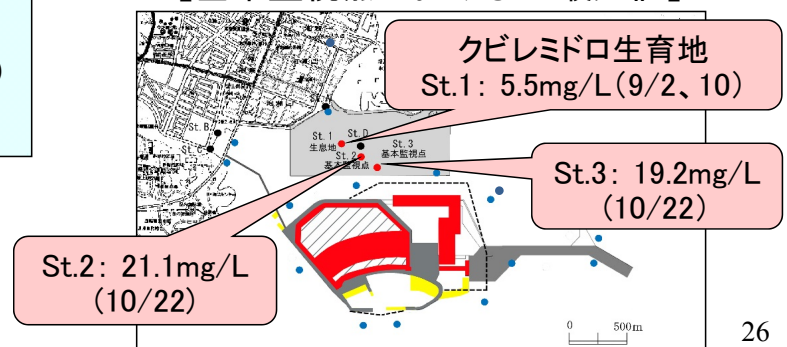 クビレミドロ生育地
St.1: 5.5mg/L(9/2、10)
St.B
St.C
St.1
生息地
St.D
St.2
基本監視点
St.3
基本監視点
St.3: 19.2mg/L
(10/22)
St.2: 21.1mg/L
(10/22)
0 500m
26